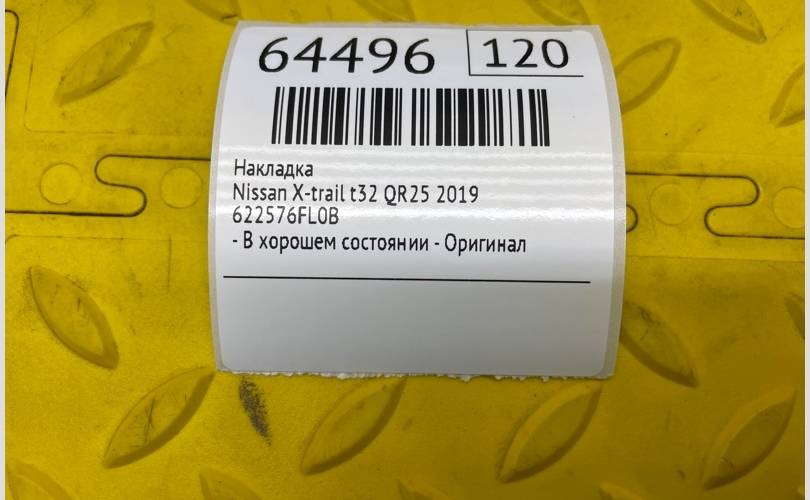 64496 120
Накладка
Nissan X-trail t32 QR25 2019
622576FL0B
- В хорошем состоянии - Оригинал